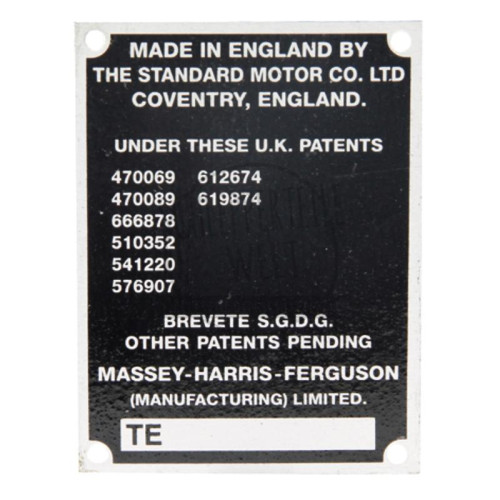 MADE IN ENGLAND BY
THE STANDARD MOTOR CO. LTD
COVENTRY, ENGLAND.
UNDER THESE U.K. PATENTS
470069 612674
470089 619874
666878
510352
541220
576907
BREVETE S.G.D.G.
OTHER PATENTS PENDING
MASSEY-HARRIS-FERGUSON
(MANUFACTURING) LIMITED.
TE